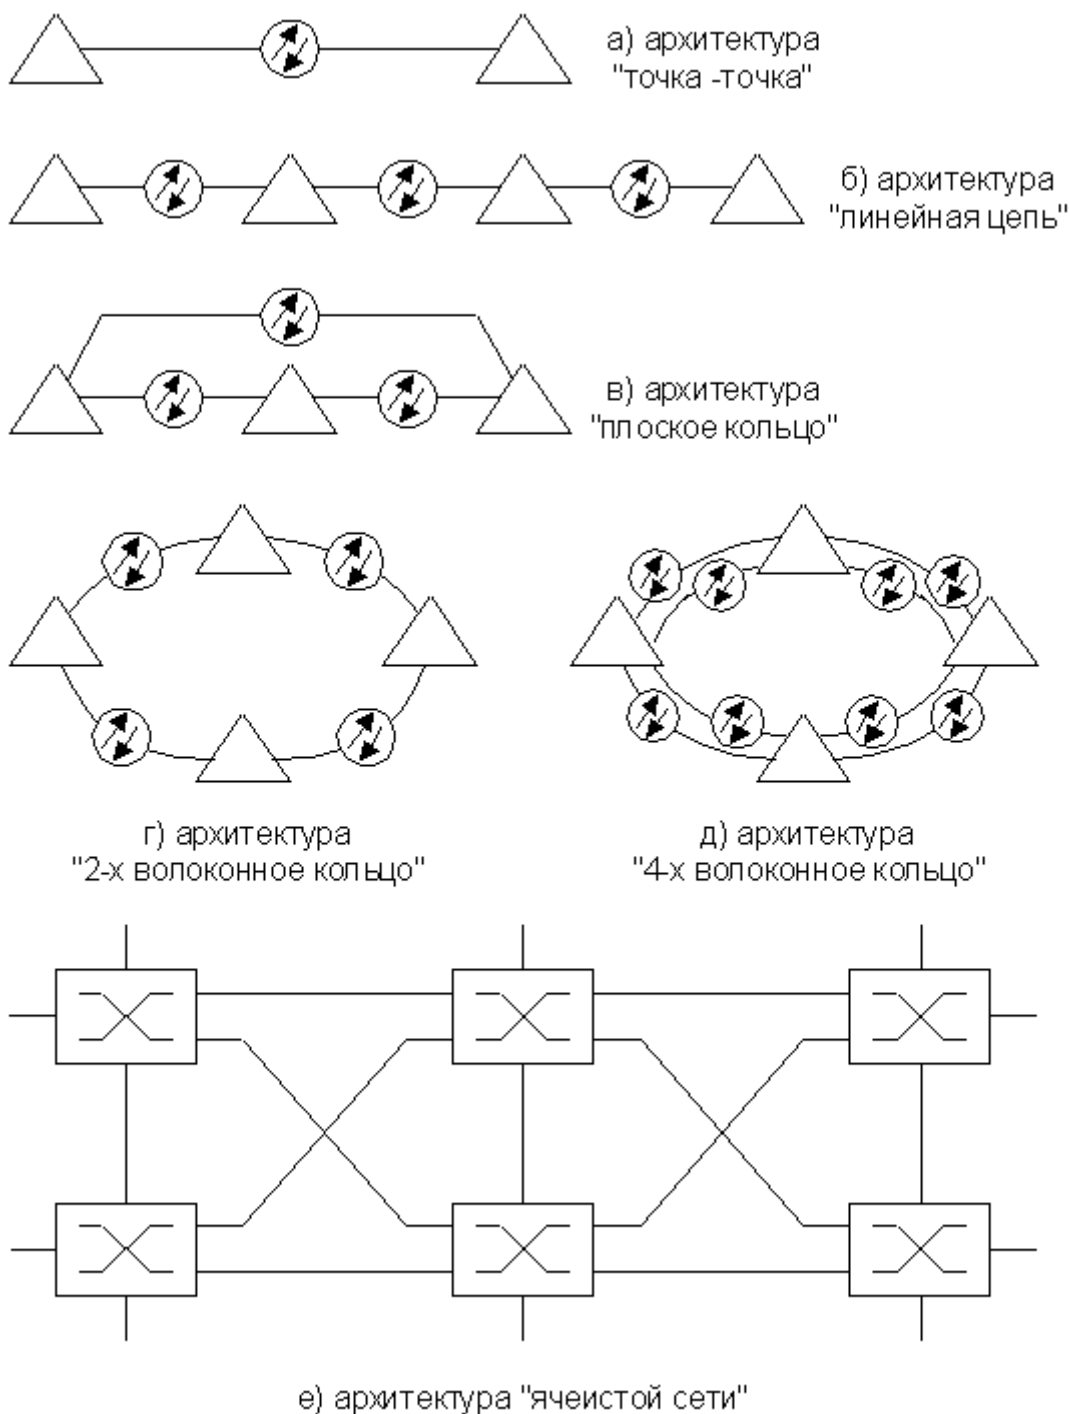 а) архитектура
"точка -точка"
б) архитектура
"линейная цепь"
в) архитектура
"плоское кольцо"
г) архитектура
"2-х волоконное кольцо"
д) архитектура
"4-х волоконное кольцо"
е) архитектура "ячеистой сети"